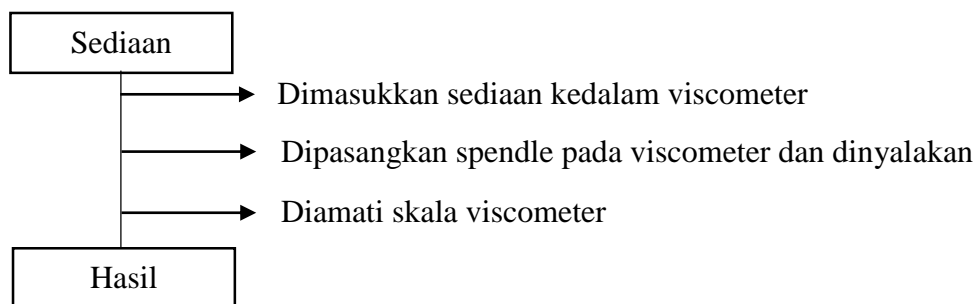 Sediaan
Dimasukkan sediaan kedalam viscometer
Dipasangkan spendle pada viscometer dan dinyalakan
Diamati skala viscometer
Hasil